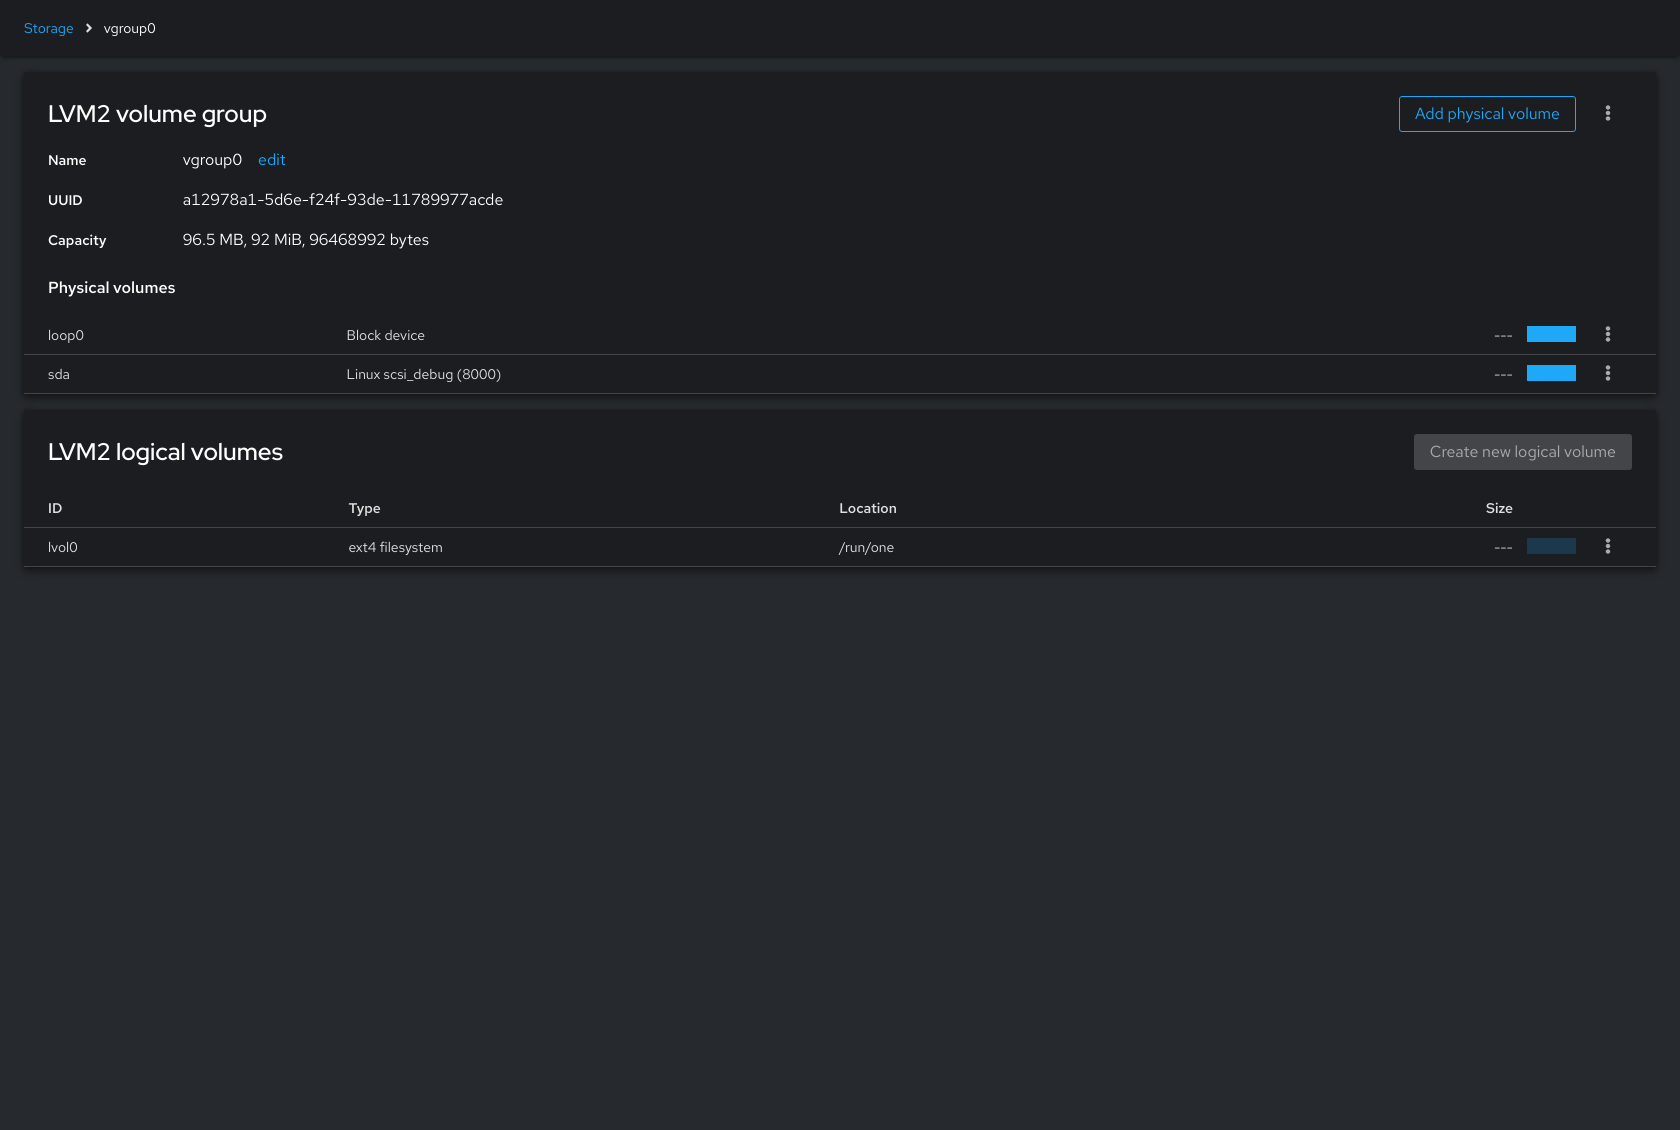 Storage > vgroup0
LVM2 volume group
Add physical volume
Name vgroup0 edit
UUID a12978a1-5d6e-f24f-93de-11789977acde
Capacity 96.5 MB, 92 MiB, 96468992 bytes
Physical volumes
loop0 Block device ---
sda Linux scsi_debug (8000) ---
LVM2 logical volumes
Create new logical volume
ID Type Location Size
lvol0 ext4 filesystem /run/one ---